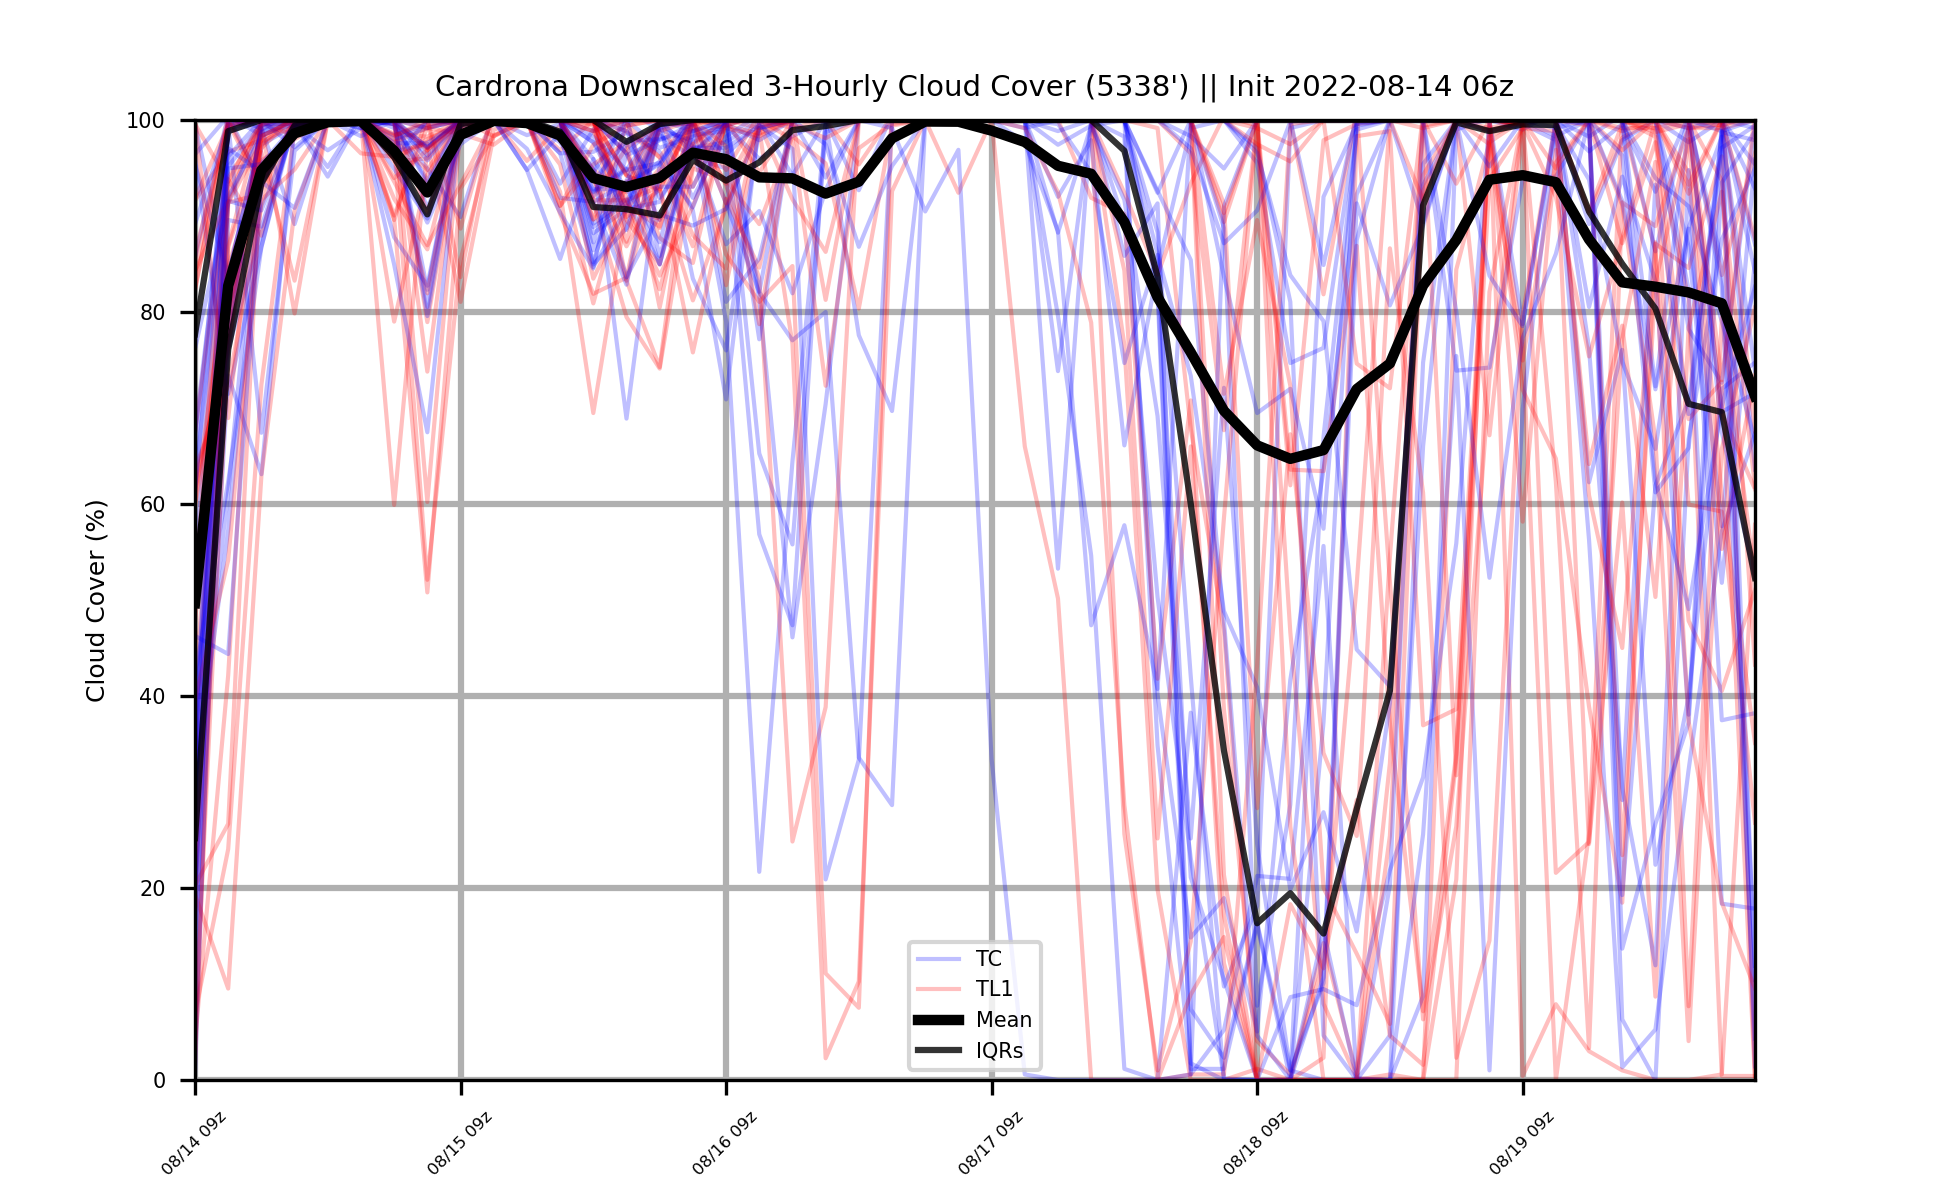 Cardrona Downscaled 3-Hourly Cloud Cover (5338') || Init 2022-08-14 06z
Cloud Cover (%)
100
80
60
40
20
0
TC
TL1
Mean
IQRs
08/14 09z
08/15 09z
08/16 09z
08/17 09z
08/18 09z
08/19 09z